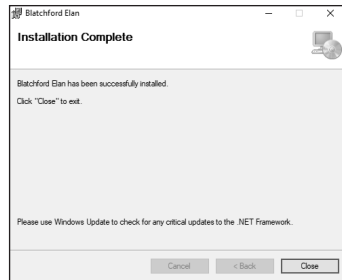 Blatchford Elan
Installation Complete
Blatchford Elan has been successfully installed.
Click "Close" to exit.
Please use Windows Update to check for any critical updates to the .NET Framework.
Cancel
< Back
Close